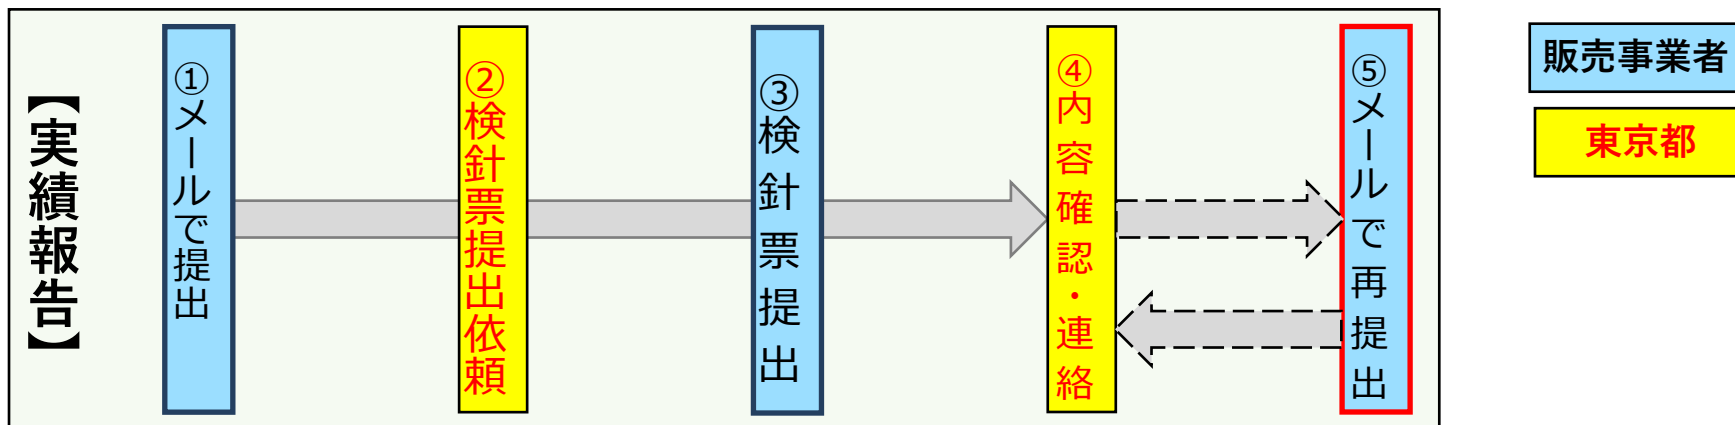 【実績報告】
①メールで提出
②検針票提出依頼
③検針票提出
④内容確認・連絡
⑤メールで再提出
販売事業者
東京都